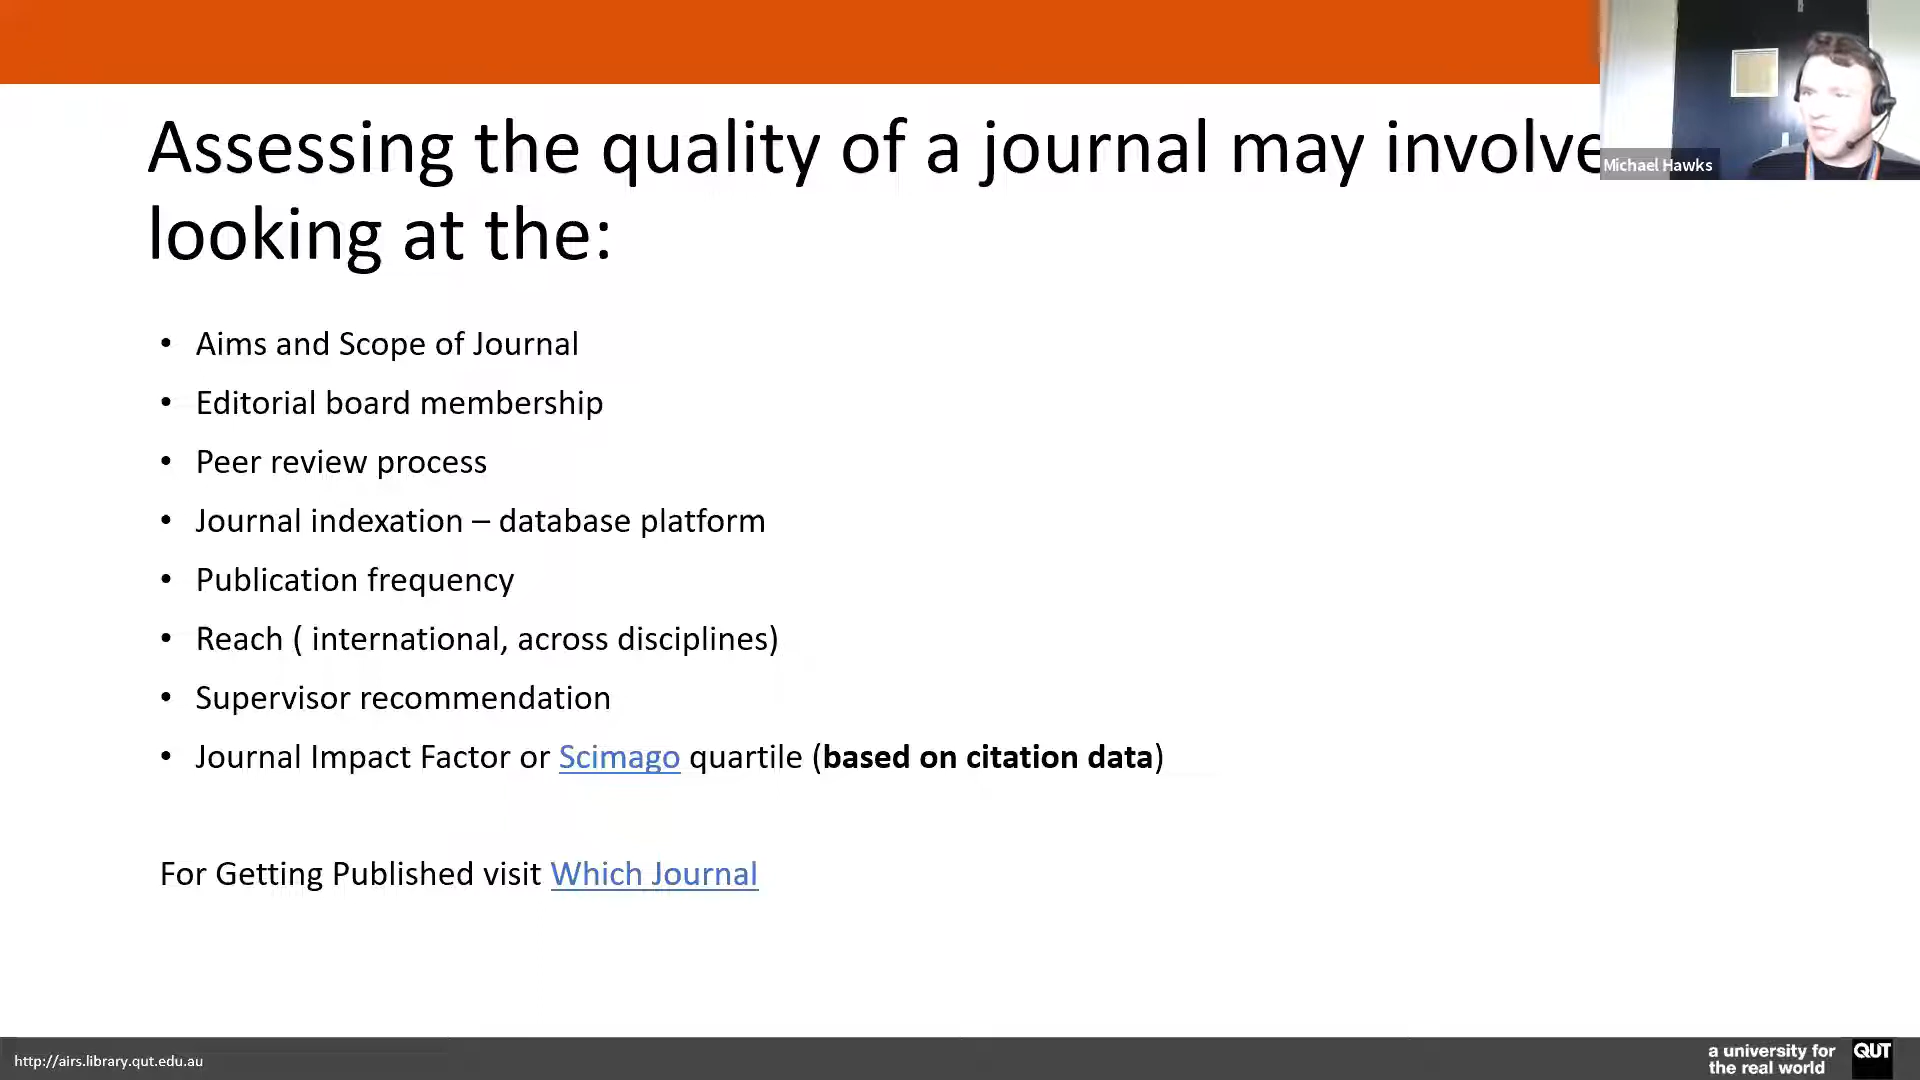 Assessing the quality of a journal may involve
looking at the:
Michael Hawks
• Aims and Scope of Journal
• Editorial board membership
• Peer review process
• Journal indexation – database platform
• Publication frequency
• Reach ( international, across disciplines)
• Supervisor recommendation
• Journal Impact Factor or Scimago quartile (based on citation data)
For Getting Published visit Which Journal
http://airs.library.qut.edu.au
a university for
the real world
QUT